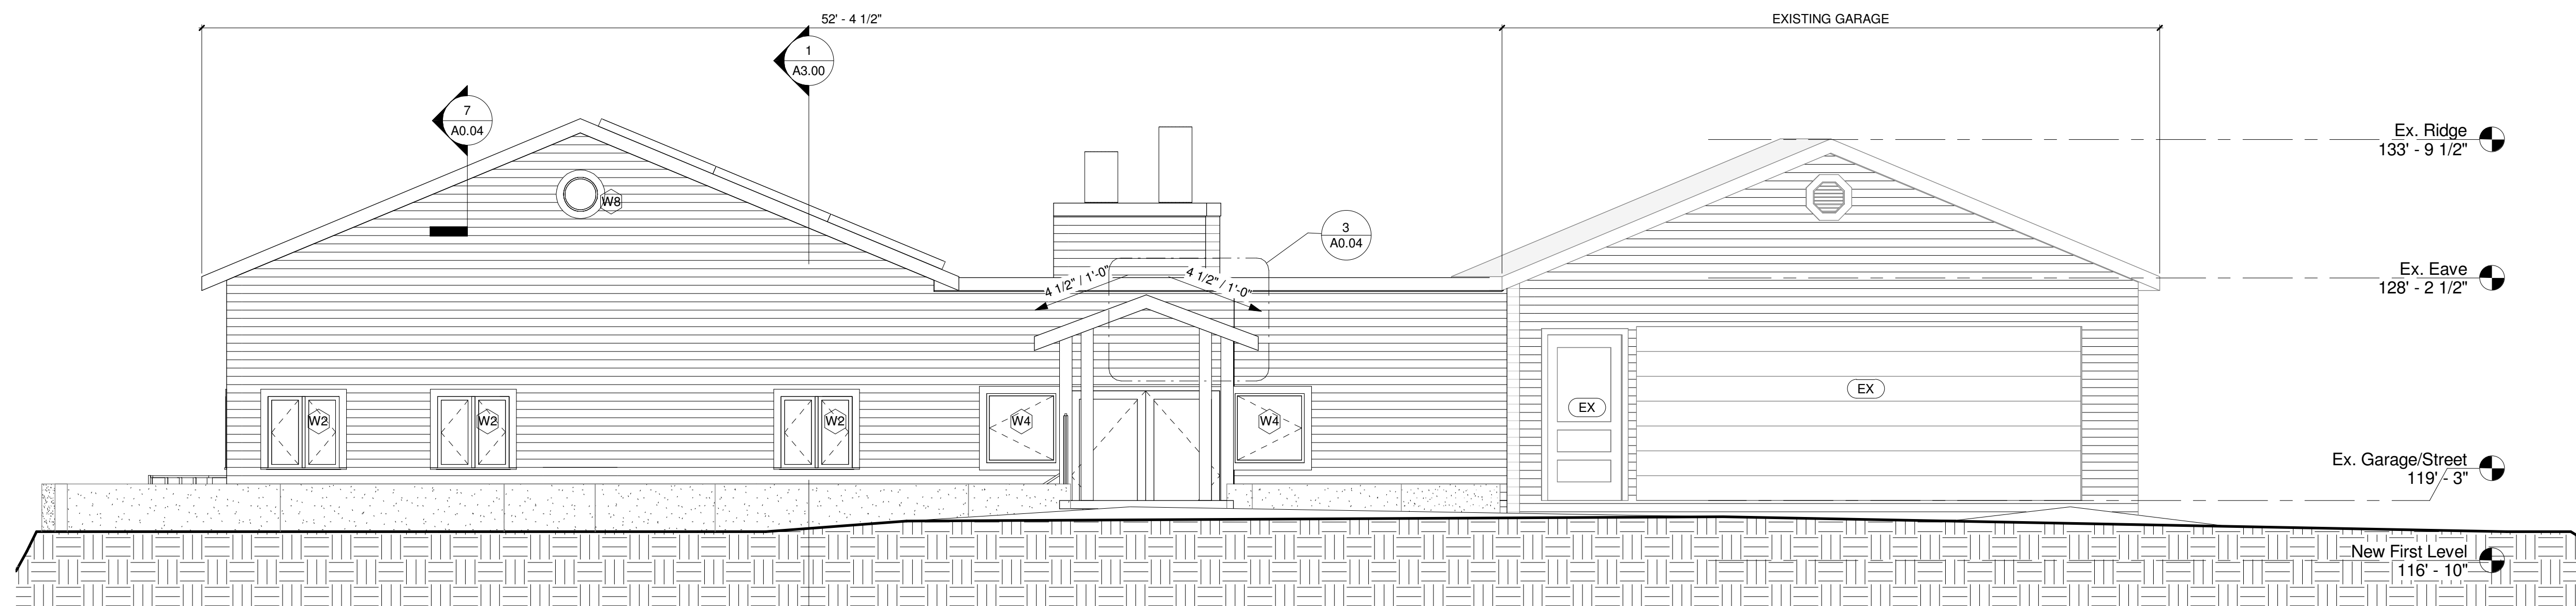 52' - 4 1/2"
EXISTING GARAGE
1
A3.00
7
A0.04
Ex. Ridge
133' - 9 1/2"
W8
3
A0.04
4 1/2" / 1'-0"
4 1/2" / 1'-0"
Ex. Eave
128' - 2 1/2"
EX
EX
W2
W2
W2
W4
W4
Ex. Garage/Street
119' - 3"
New First Level
116' - 10"